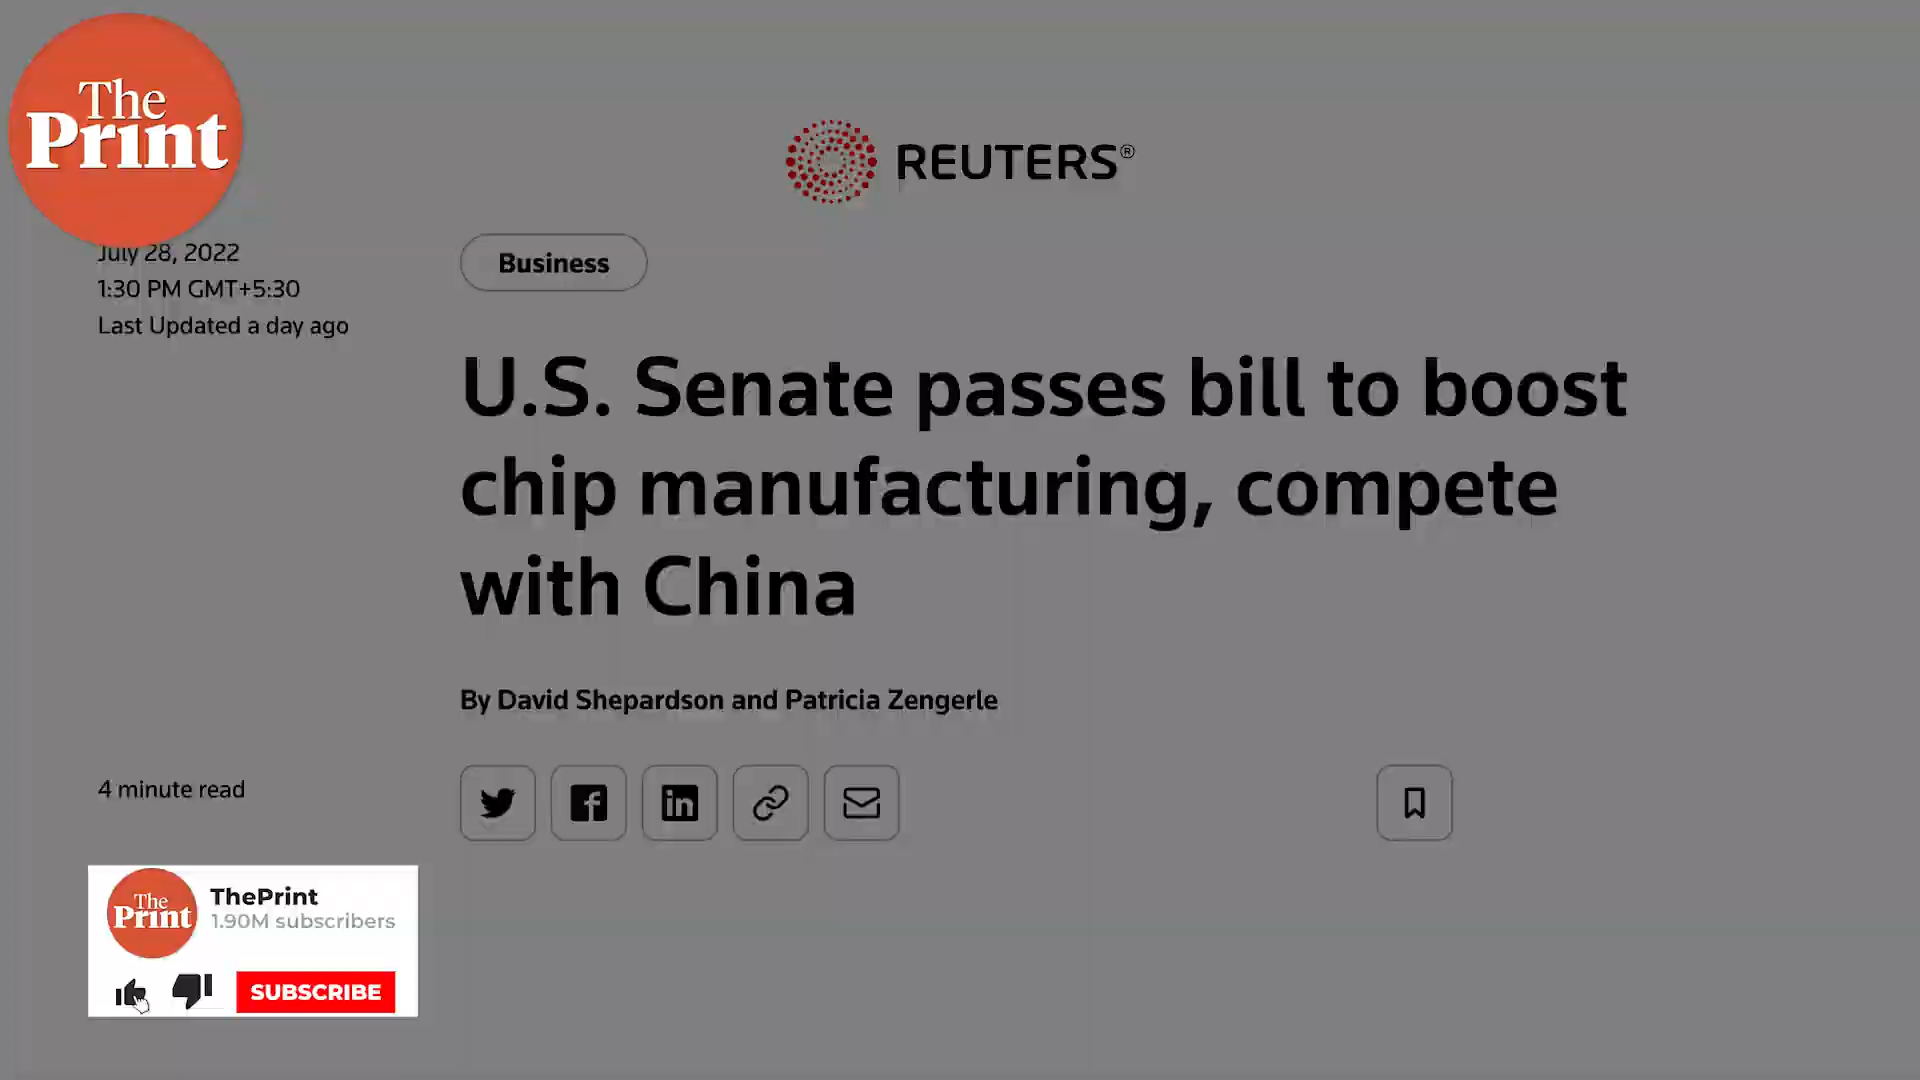 The
Print
REUTERS®
July 28, 2022
1:30 PM GMT+5:30
Last Updated a day ago
Business
U.S. Senate passes bill to boost
chip manufacturing, compete
with China
By David Shepardson and Patricia Zengerle
4 minute read
The
Print
ThePrint
1.90M subscribers
SUBSCRIBE